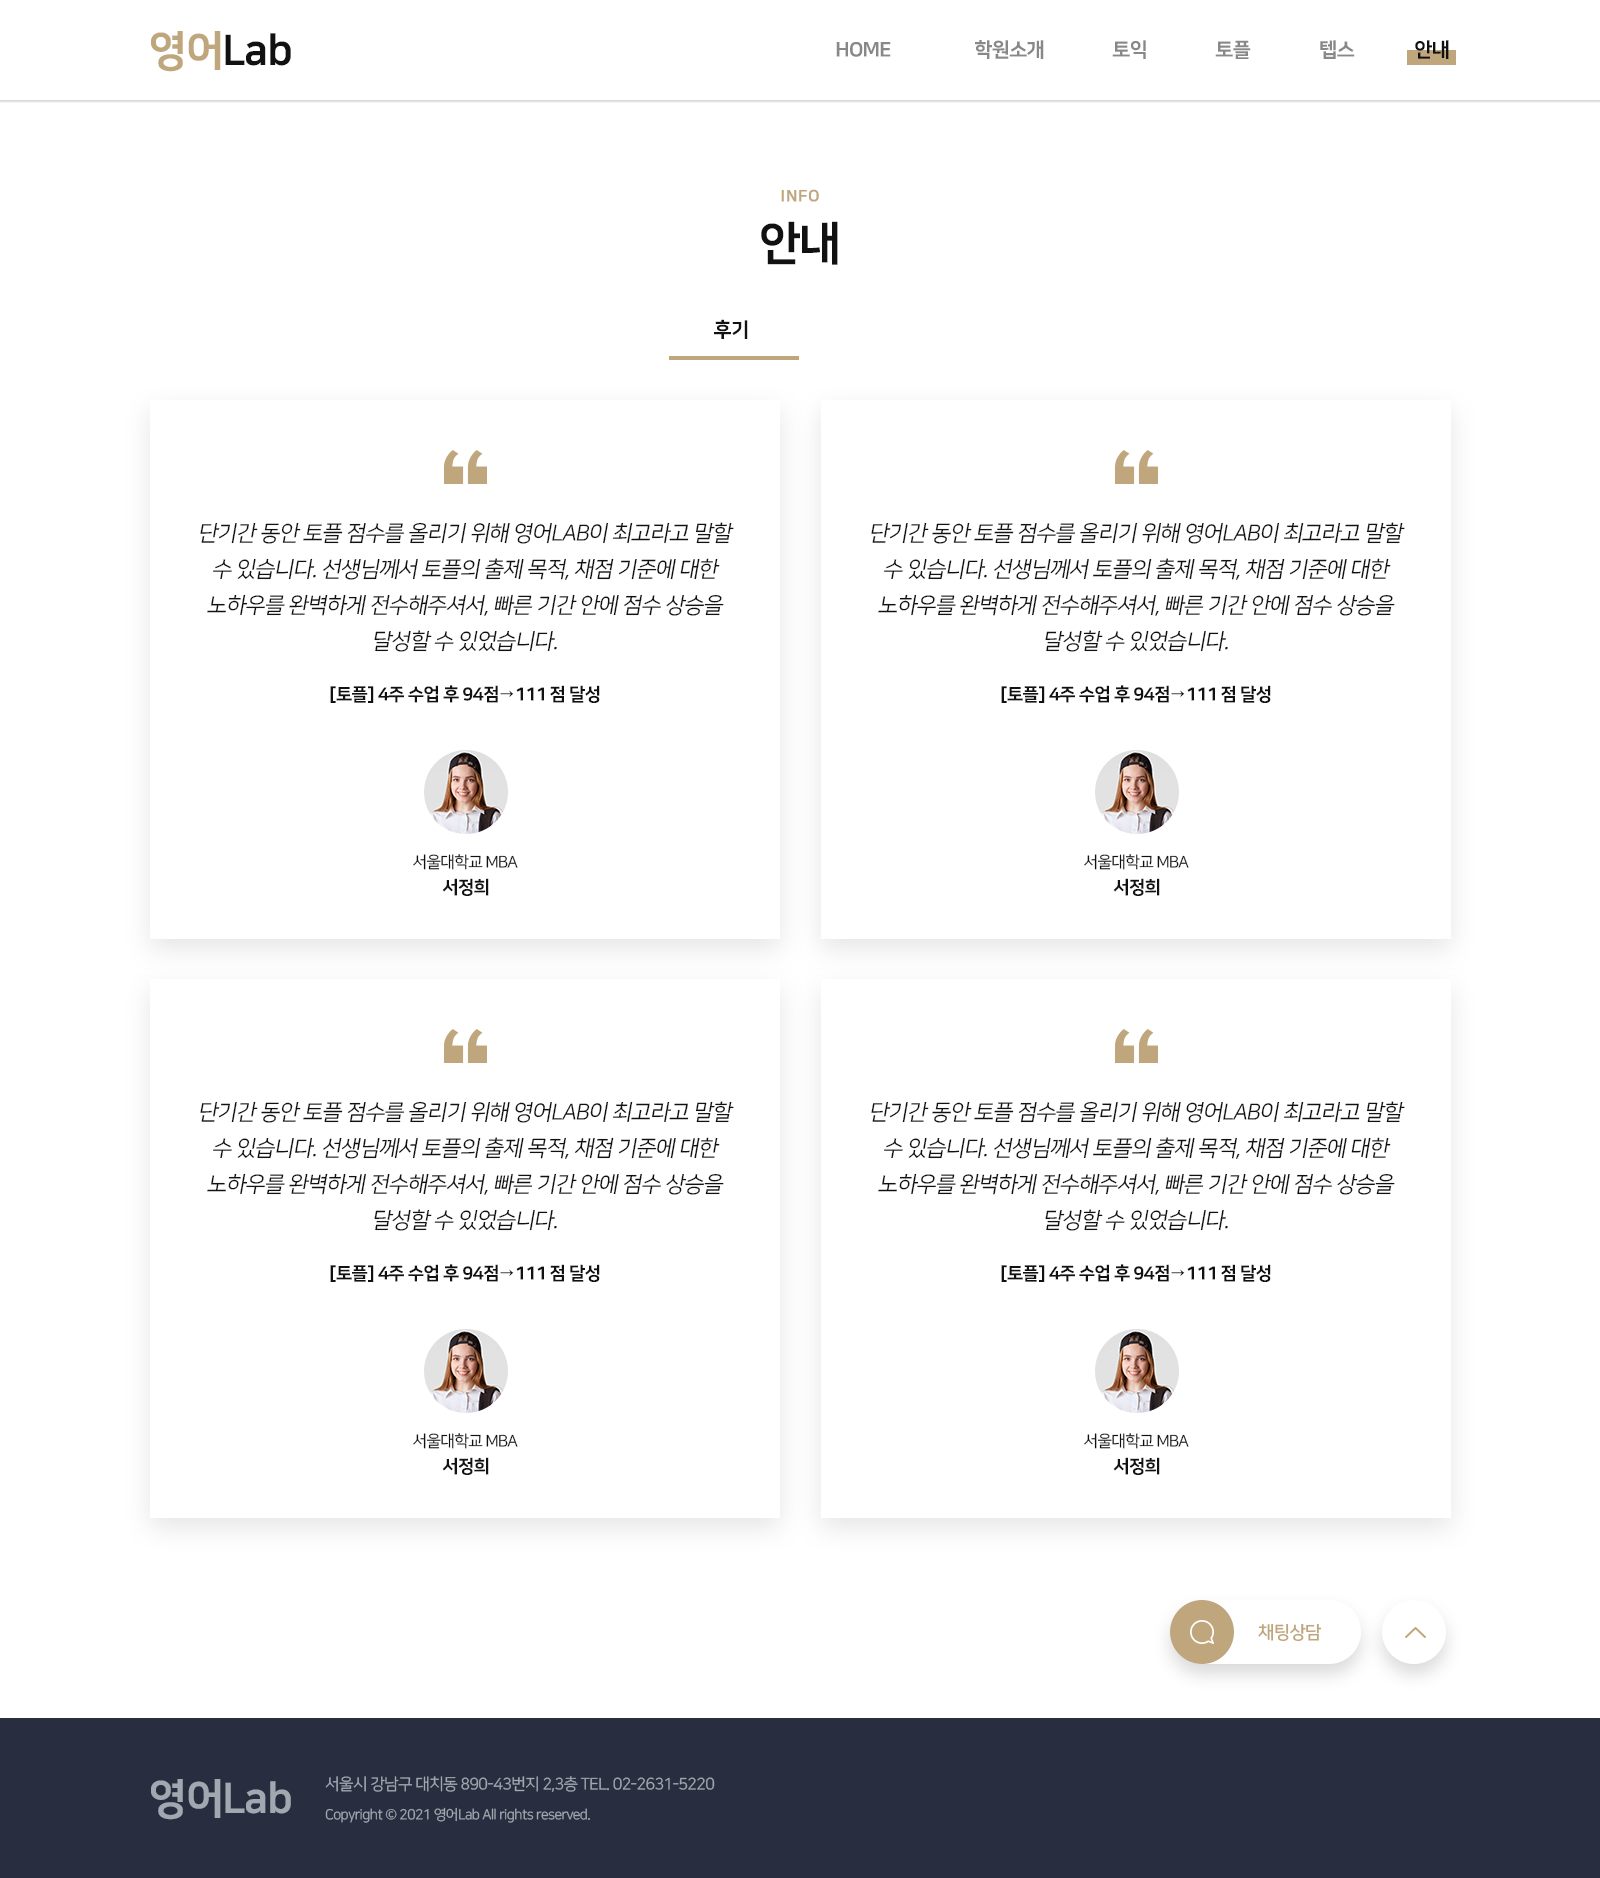 영어Lab
HOME 학원소개 토익 토플 텝스 안내
INFO
안내
후기
단기간 동안 토플 점수를 올리기 위해 영어LAB이 최고라고 말할
수 있습니다. 선생님께서 토플의 출제 목적, 채점 기준에 대한
노하우를 완벽하게 전수해주셔서, 빠른 기간 안에 점수 상승을
달성할 수 있었습니다.
[토플] 4주 수업 후 94점→111 점 달성
서울대학교 MBA
서정희
단기간 동안 토플 점수를 올리기 위해 영어LAB이 최고라고 말할
수 있습니다. 선생님께서 토플의 출제 목적, 채점 기준에 대한
노하우를 완벽하게 전수해주셔서, 빠른 기간 안에 점수 상승을
달성할 수 있었습니다.
[토플] 4주 수업 후 94점→111 점 달성
서울대학교 MBA
서정희
단기간 동안 토플 점수를 올리기 위해 영어LAB이 최고라고 말할
수 있습니다. 선생님께서 토플의 출제 목적, 채점 기준에 대한
노하우를 완벽하게 전수해주셔서, 빠른 기간 안에 점수 상승을
달성할 수 있었습니다.
[토플] 4주 수업 후 94점→111 점 달성
서울대학교 MBA
서정희
단기간 동안 토플 점수를 올리기 위해 영어LAB이 최고라고 말할
수 있습니다. 선생님께서 토플의 출제 목적, 채점 기준에 대한
노하우를 완벽하게 전수해주셔서, 빠른 기간 안에 점수 상승을
달성할 수 있었습니다.
[토플] 4주 수업 후 94점→111 점 달성
서울대학교 MBA
서정희
채팅상담
영어Lab
서울시 강남구 대치동 890-43번지 2,3층 TEL. 02-2631-5220
Copyright © 2021 영어Lab All rights reserved.